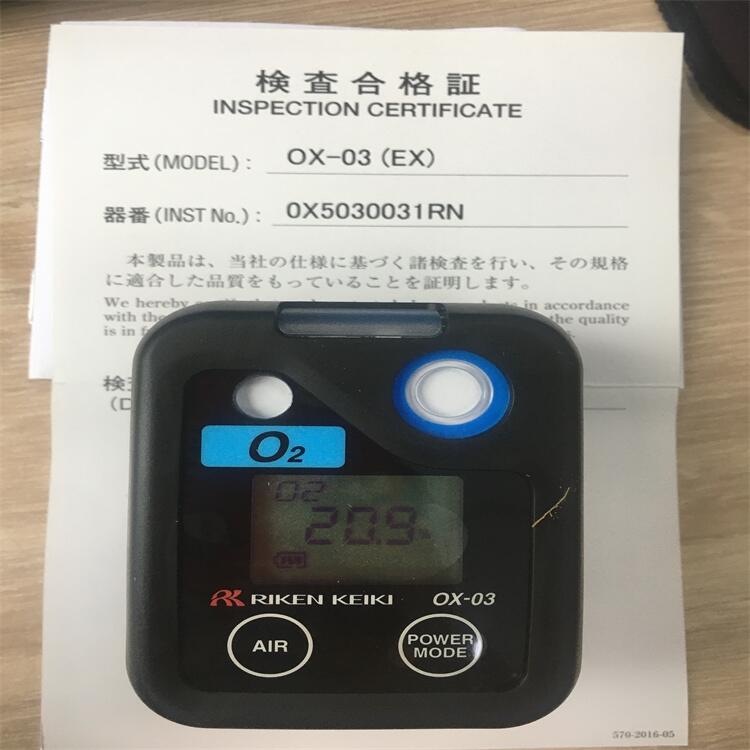 検査合格証
INSPECTION CERTIFICATE
型式(MODEL): OX-03 (EX)
器番(INST No.): 0X5030031RN
本製品は、当社の仕様に基づく諸検査を行い、その規格
に適合した品質をもっていることを証明します。
We hereby in accordance
with the the quality
is in
検
(D
O2
O2
20.9
RIKEN KEIKI OX-03
AIR
POWER
MODE
570-2016-05